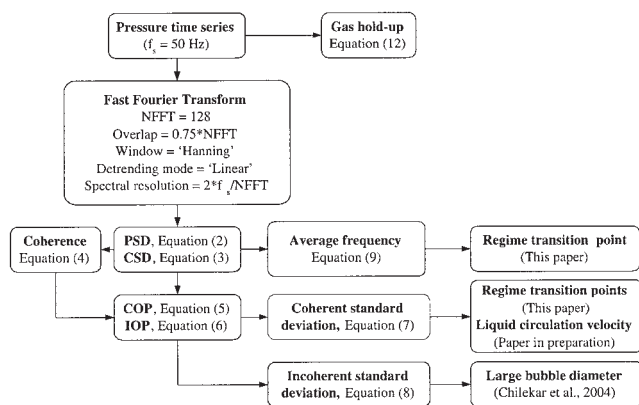 Pressure time series
(fs = 50 Hz)
Gas hold-up
Equation (12)
Fast Fourier Transform
NFFT = 128
Overlap = 0.75*NFFT
Window = ‘Hanning’
Detrending mode = ‘Linear’
Spectral resolution = 2*fs/NFFT
Coherence
Equation (4)
PSD, Equation (2)
CSD, Equation (3)
Average frequency
Equation (9)
Regime transition point
(This paper)
COP, Equation (5)
IOP, Equation (6)
Coherent standard
deviation, Equation (7)
Regime transition points
(This paper)
Liquid circulation velocity
(Paper in preparation)
Incoherent standard
deviation, Equation (8)
Large bubble diameter
(Chilekar et al., 2004)